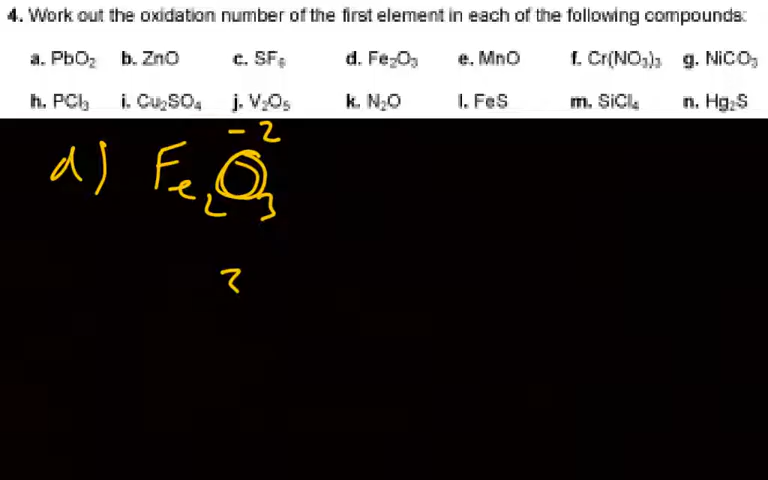 4. Work out the oxidation number of the first element in each of the following compounds:
a. PbO₂ b. ZnO c. SF₆ d. Fe₂O₃ e. MnO f. Cr(NO₃)₃ g. NiCO₃
h. PCl₃ i. Cu₂SO₄ j. V₂O₅ k. N₂O l. FeS m. SiCl₄ n. Hg₂S
-2
d) Fe₂O₃
3